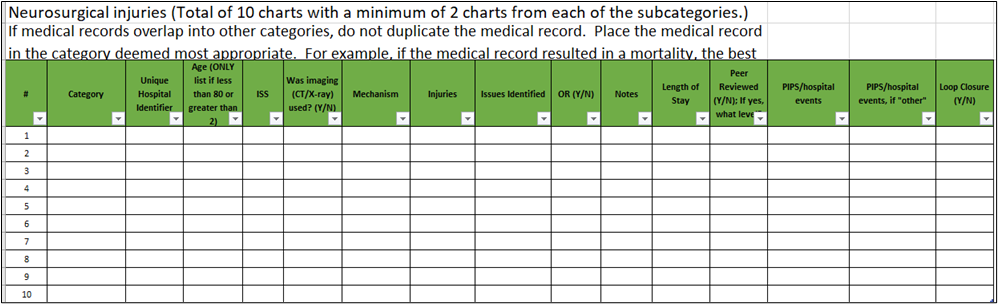 Neurosurgical injuries (Total of 10 charts with a minimum of 2 charts from each of the subcategories.)
If medical records overlap into other categories, do not duplicate the medical record.  Place the medical record
in the category deemed most appropriate.  For example, if the medical record resulted in a mortality, the best
# Category Unique Hospital Identifier Age (ONLY list if less than 80 or greater than 2) ISS Was imaging (CT/X-ray) used? (Y/N) Mechanism Injuries Issues Identified OR (Y/N) Notes Length of Stay Peer Reviewed (Y/N); If yes, what level PIPS/hospital events PIPS/hospital events, if "other" Loop Closure (Y/N)
1
2
3
4
5
6
7
8
9
10